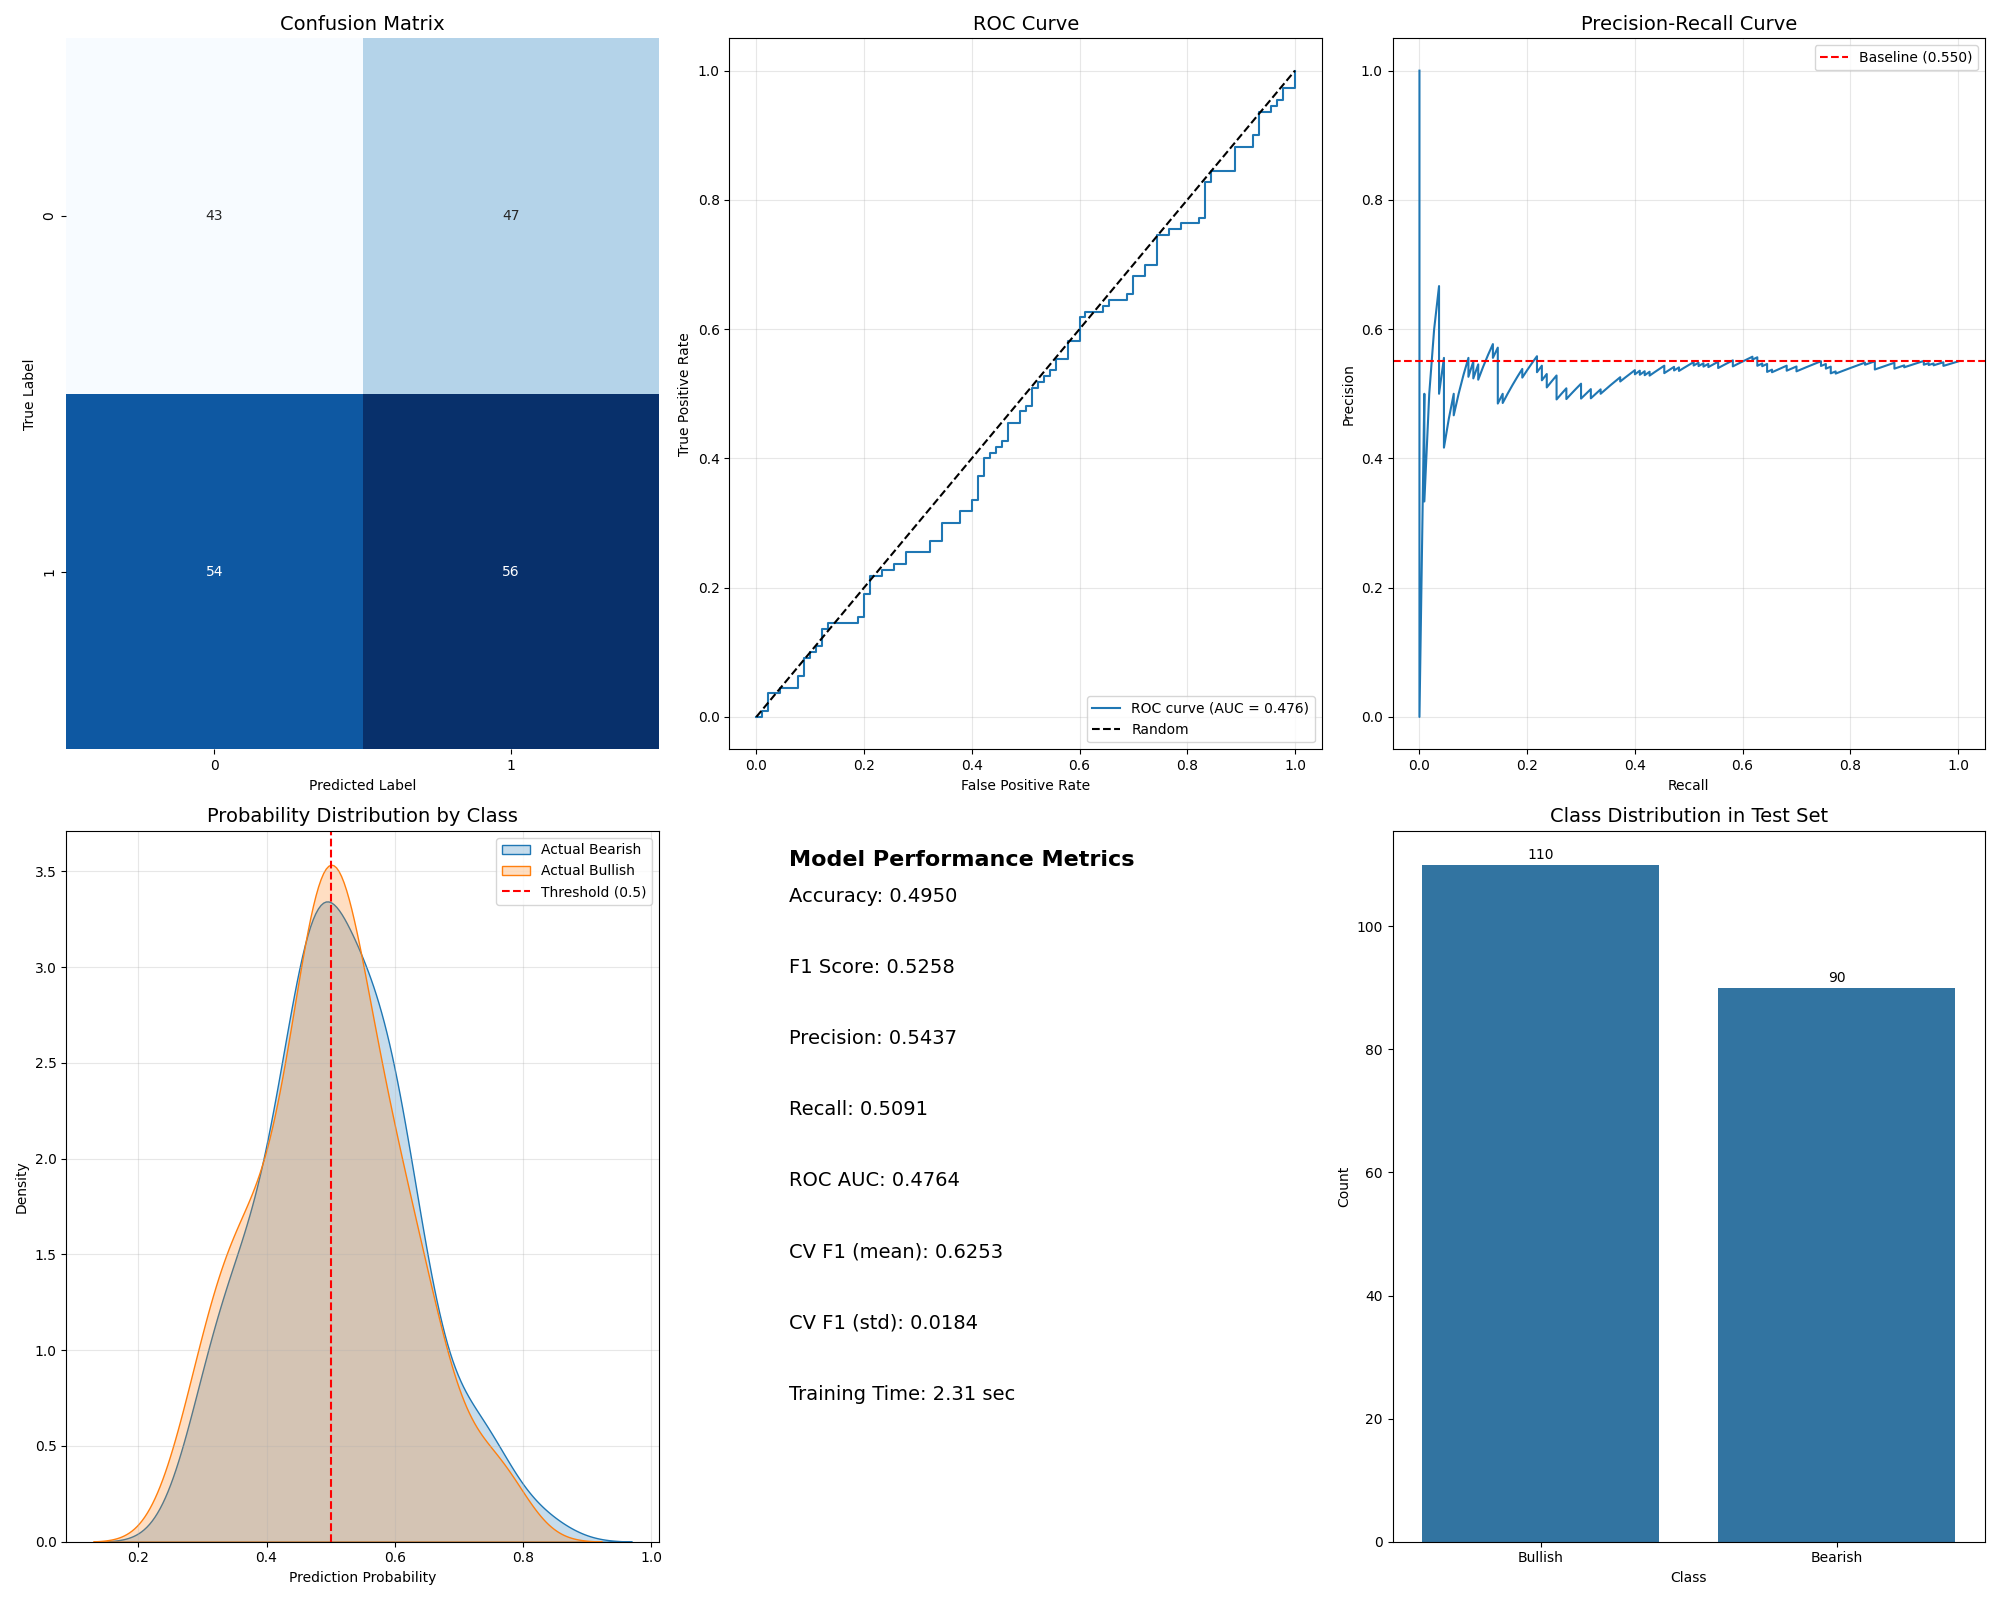 Confusion Matrix
43
47
54
56
0
1
True Label
0
1
Predicted Label
ROC Curve
1.0
0.8
0.6
0.4
0.2
0.0
True Positive Rate
ROC curve (AUC = 0.476)
Random
0.0
0.2
0.4
0.6
0.8
1.0
False Positive Rate
Precision-Recall Curve
Baseline (0.550)
1.0
0.8
0.6
0.4
0.2
0.0
Precision
0.0
0.2
0.4
0.6
0.8
1.0
Recall
Probability Distribution by Class
Actual Bearish
Actual Bullish
Threshold (0.5)
3.5
3.0
2.5
2.0
1.5
1.0
0.5
0.0
Density
0.2
0.4
0.6
0.8
1.0
Prediction Probability
Model Performance Metrics
Accuracy: 0.4950
F1 Score: 0.5258
Precision: 0.5437
Recall: 0.5091
ROC AUC: 0.4764
CV F1 (mean): 0.6253
CV F1 (std): 0.0184
Training Time: 2.31 sec
Class Distribution in Test Set
110
90
100
80
60
40
20
0
Count
Bullish
Bearish
Class